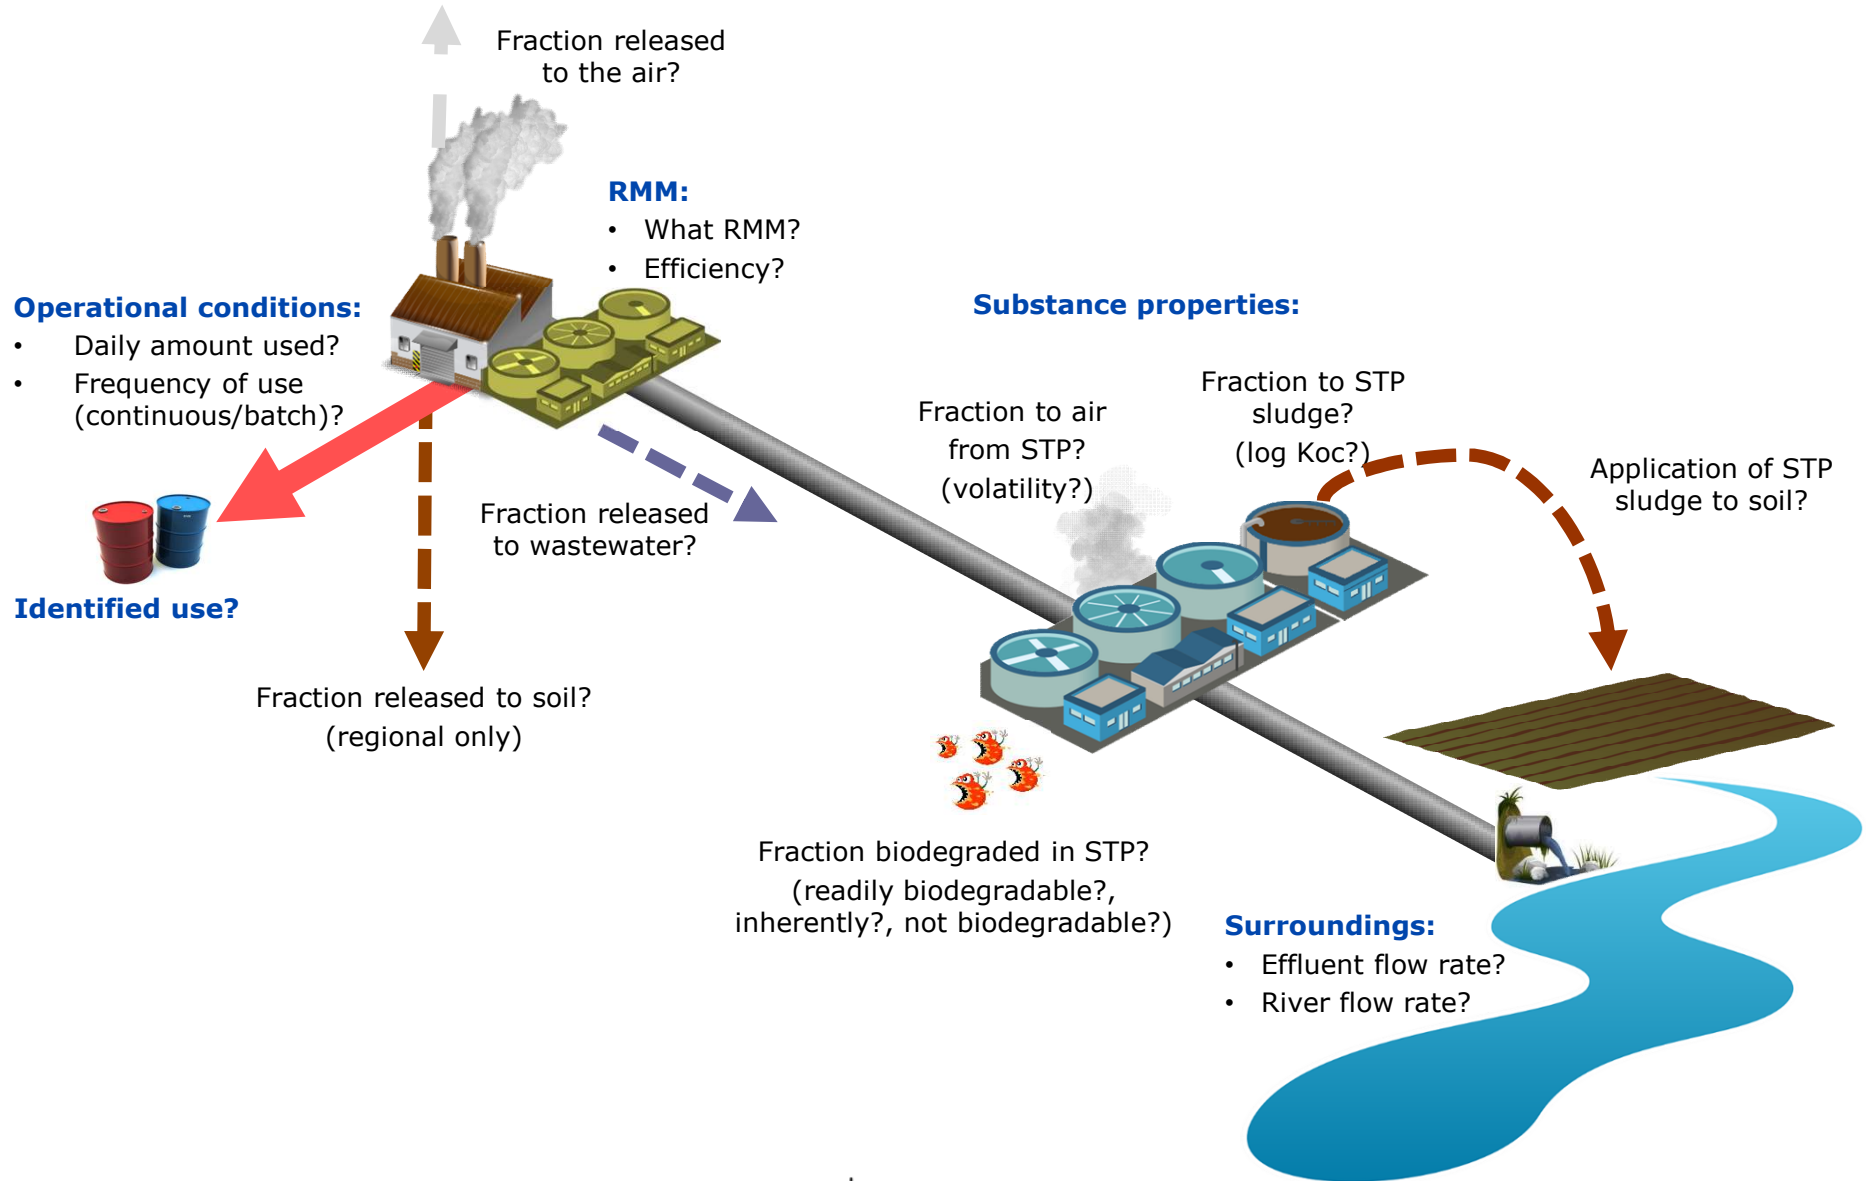 Fraction released
to the air?
RMM:
• What RMM?
• Efficiency?
Operational conditions:
• Daily amount used?
• Frequency of use
(continuous/batch)?
Identified use?
Fraction released
to wastewater?
Fraction released to soil?
(regional only)
Substance properties:
Fraction to air
from STP?
(volatility?)
Fraction to STP
sludge?
(log Koc?)
Application of STP
sludge to soil?
Fraction biodegraded in STP?
(readily biodegradable?,
inherently?, not biodegradable?)
Surroundings:
• Effluent flow rate?
• River flow rate?